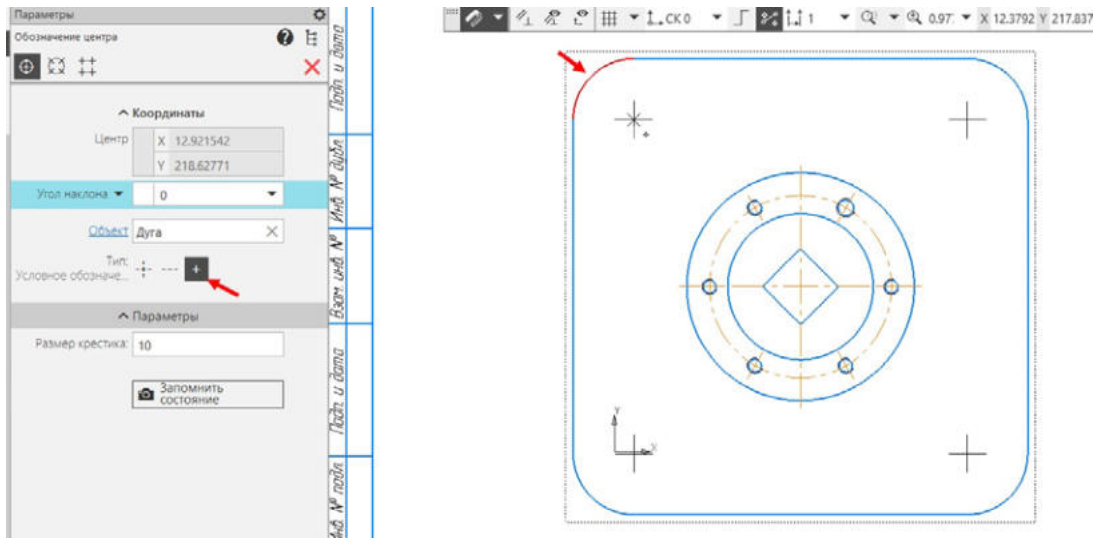 Параметры
Обозначение центра
Координаты
Центр X 12.921542
Y 218.62771
Угол наклона 0
Объект Дуга
Тип:
Условное обозначе...
Параметры
Размер крестика: 10
Запомнить
состояние
Подп. и дата
Инв. № дубл.
Взам. инв. №
Подп. и дата
Инв. № подл.
СК 0 1 0.97: X 12.3792 Y 217.837
Y
X